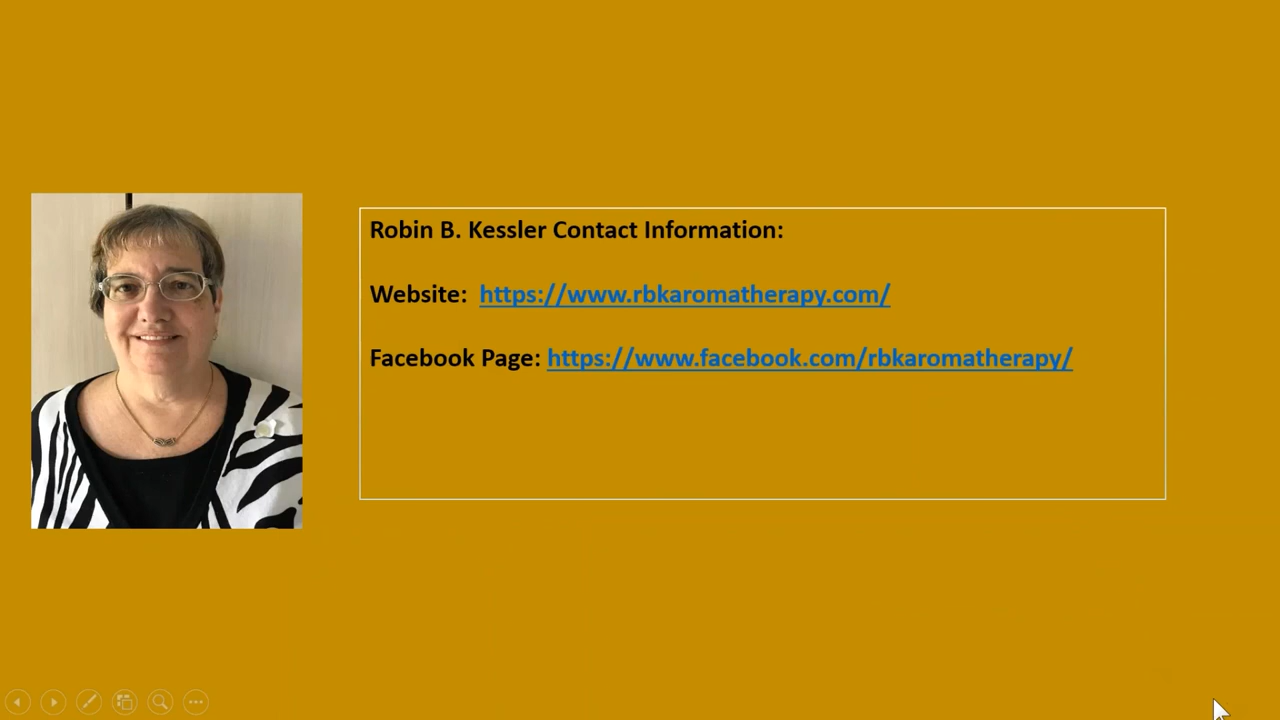 Robin B. Kessler Contact Information:
Website: https://www.rbkaromatherapy.com/
Facebook Page: https://www.facebook.com/rbkaromatherapy/